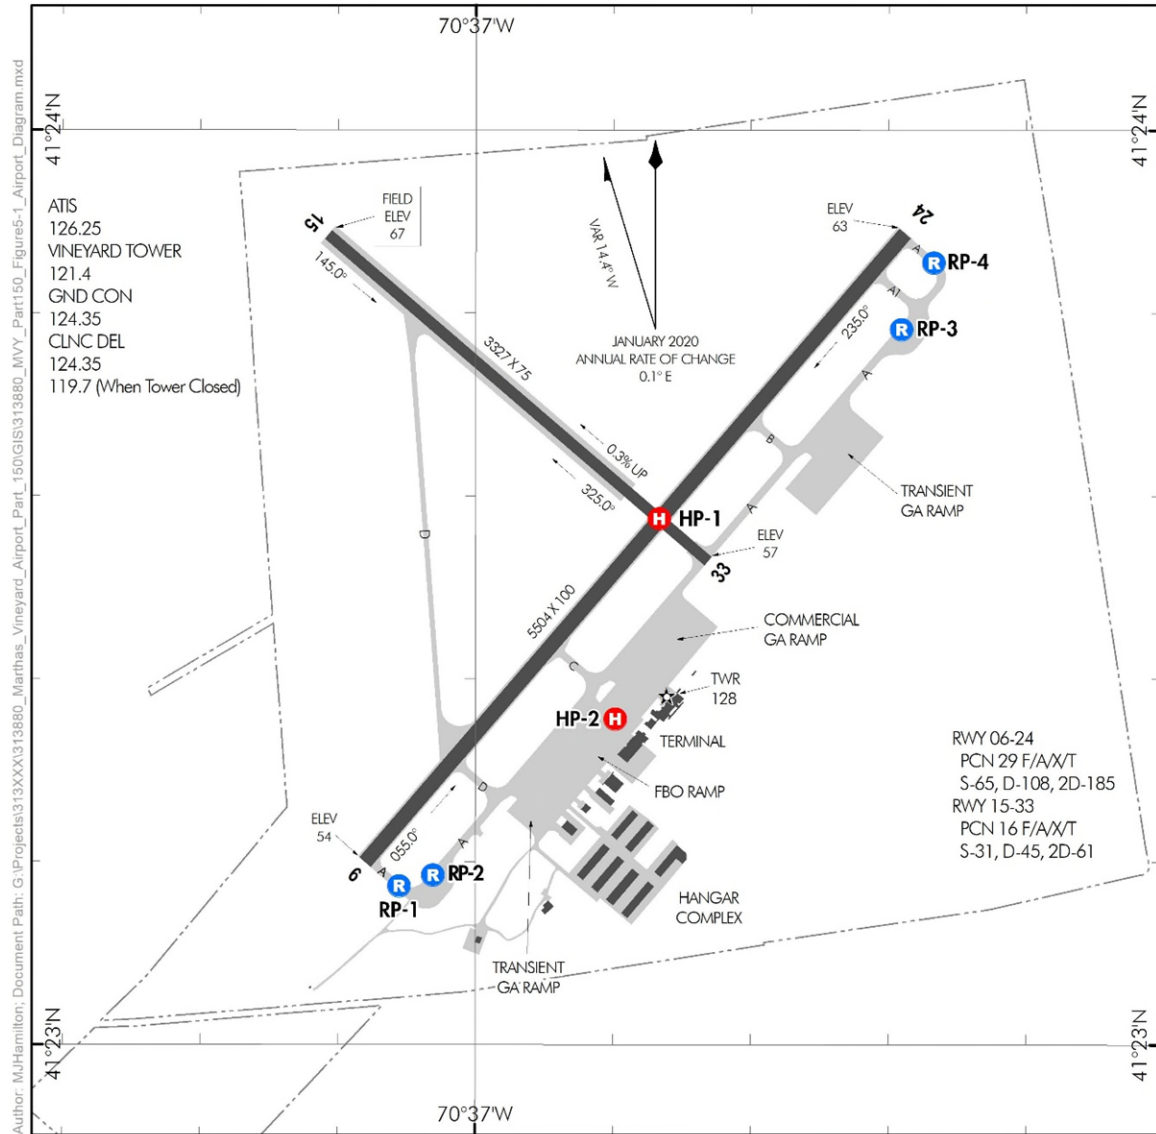 70°37'W
41°24'N
41°24'N
Author: MJHamilton; Document Path: G:\Projects\313XXX\313880_Marthas_Vineyard_Airport_Part_150\GIS\313880_MVY_Part150_Figure5-1_Airport_Diagram.mxd
ATIS
126.25
VINEYARD TOWER
121.4
GND CON
124.35
CLNC DEL
124.35
119.7 (When Tower Closed)
FIELD
ELEV
67
15
145.0°
3327 X 75
0.3% UP
325.0°
VAR 14.4° W
JANUARY 2020
ANNUAL RATE OF CHANGE
0.1° E
ELEV
63
24
A
R RP-4
A1
R RP-3
235.0°
A
B
TRANSIENT
GA RAMP
A
H HP-1
ELEV
57
33
D
5504 X 100
COMMERCIAL
GA RAMP
C
TWR
128
HP-2 H
TERMINAL
FBO RAMP
D
RWY 06-24
PCN 29 F/A/X/T
S-65, D-108, 2D-185
RWY 15-33
PCN 16 F/A/X/T
S-31, D-45, 2D-61
ELEV
54
055.0°
A
6
A
R RP-2
R
RP-1
HANGAR
COMPLEX
TRANSIENT
GA RAMP
41°23'N
41°23'N
70°37'W